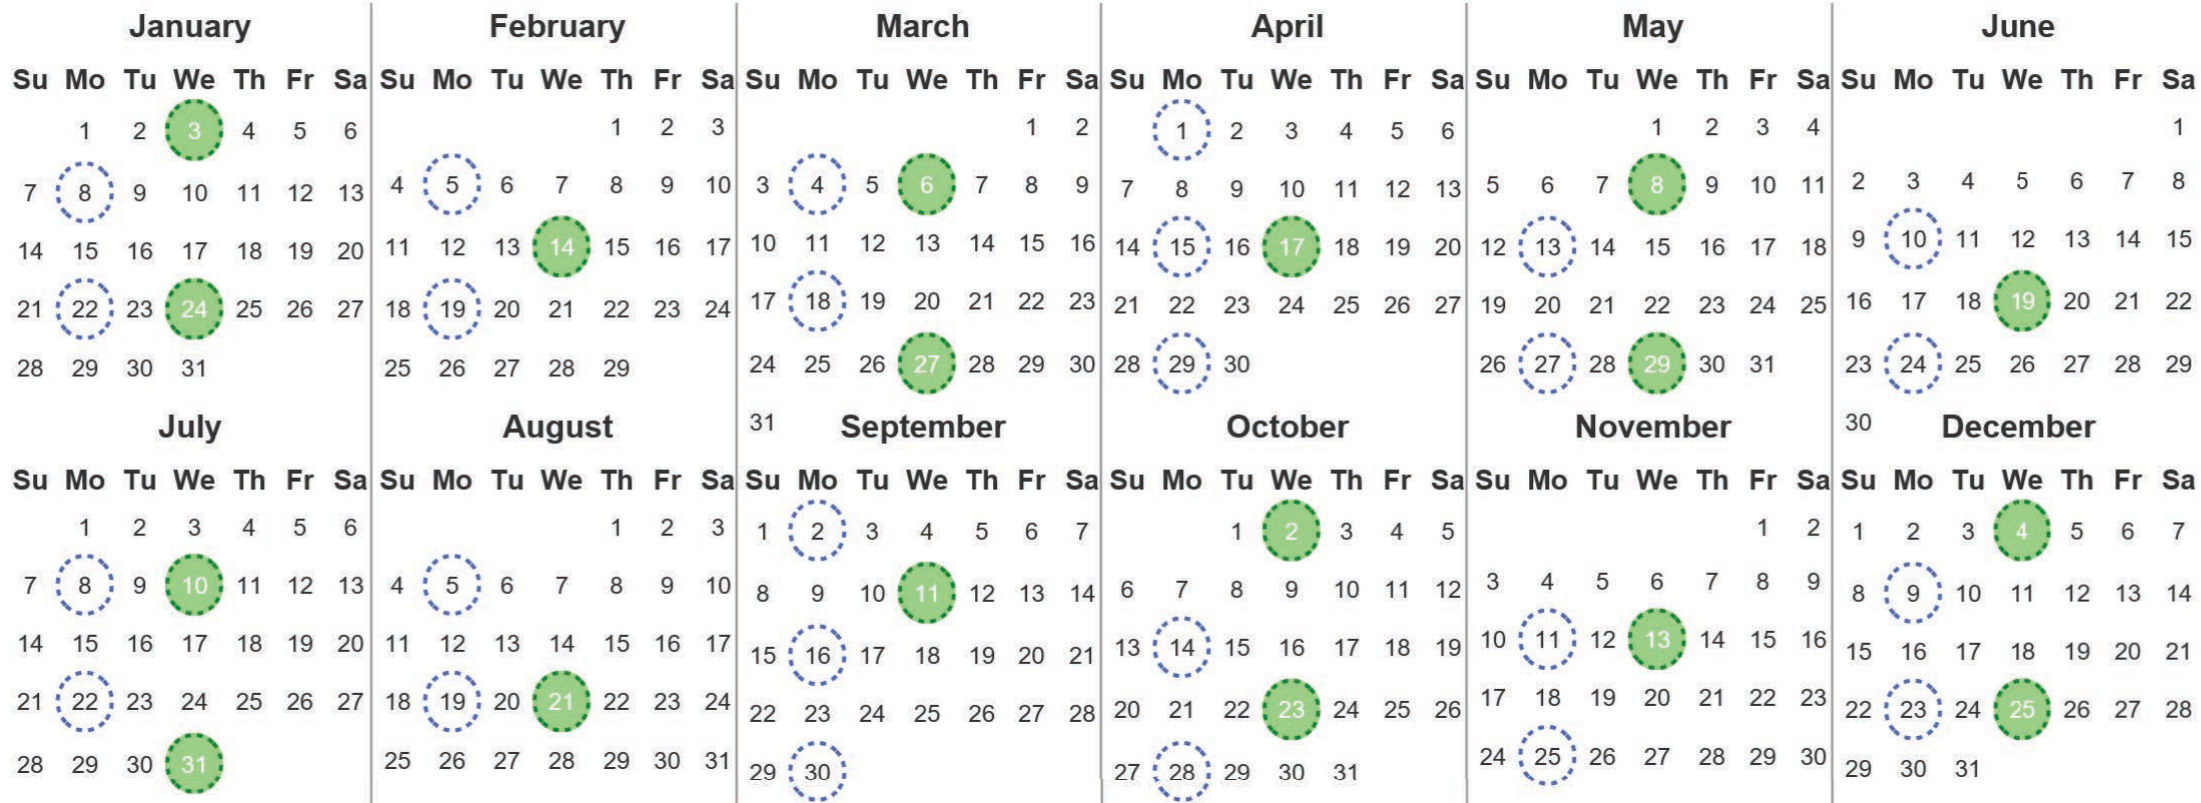 January
Su Mo Tu We Th Fr Sa
1 2 3 4 5 6
7 8 9 10 11 12 13
14 15 16 17 18 19 20
21 22 23 24 25 26 27
28 29 30 31
February
Su Mo Tu We Th Fr Sa
1 2 3
4 5 6 7 8 9 10
11 12 13 14 15 16 17
18 19 20 21 22 23 24
25 26 27 28 29
March
Su Mo Tu We Th Fr Sa
1 2
3 4 5 6 7 8 9
10 11 12 13 14 15 16
17 18 19 20 21 22 23
24 25 26 27 28 29 30
31
April
Su Mo Tu We Th Fr Sa
1 2 3 4 5 6
7 8 9 10 11 12 13
14 15 16 17 18 19 20
21 22 23 24 25 26 27
28 29 30
May
Su Mo Tu We Th Fr Sa
1 2 3 4
5 6 7 8 9 10 11
12 13 14 15 16 17 18
19 20 21 22 23 24 25
26 27 28 29 30 31
June
Su Mo Tu We Th Fr Sa
1
2 3 4 5 6 7 8
9 10 11 12 13 14 15
16 17 18 19 20 21 22
23 24 25 26 27 28 29
30
July
Su Mo Tu We Th Fr Sa
1 2 3 4 5 6
7 8 9 10 11 12 13
14 15 16 17 18 19 20
21 22 23 24 25 26 27
28 29 30 31
August
Su Mo Tu We Th Fr Sa
1 2 3
4 5 6 7 8 9 10
11 12 13 14 15 16 17
18 19 20 21 22 23 24
25 26 27 28 29 30 31
September
Su Mo Tu We Th Fr Sa
1 2 3 4 5 6 7
8 9 10 11 12 13 14
15 16 17 18 19 20 21
22 23 24 25 26 27 28
29 30
October
Su Mo Tu We Th Fr Sa
1 2 3 4 5
6 7 8 9 10 11 12
13 14 15 16 17 18 19
20 21 22 23 24 25 26
27 28 29 30 31
November
Su Mo Tu We Th Fr Sa
1 2
3 4 5 6 7 8 9
10 11 12 13 14 15 16
17 18 19 20 21 22 23
24 25 26 27 28 29 30
December
Su Mo Tu We Th Fr Sa
1 2 3 4 5 6 7
8 9 10 11 12 13 14
15 16 17 18 19 20 21
22 23 24 25 26 27 28
29 30 31